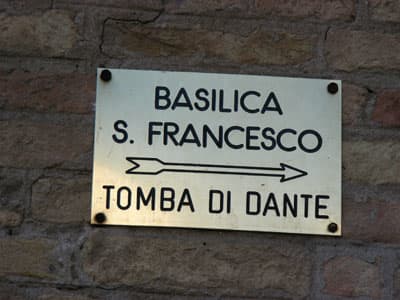 BASILICA
S. FRANCESCO
TOMBA DI DANTE